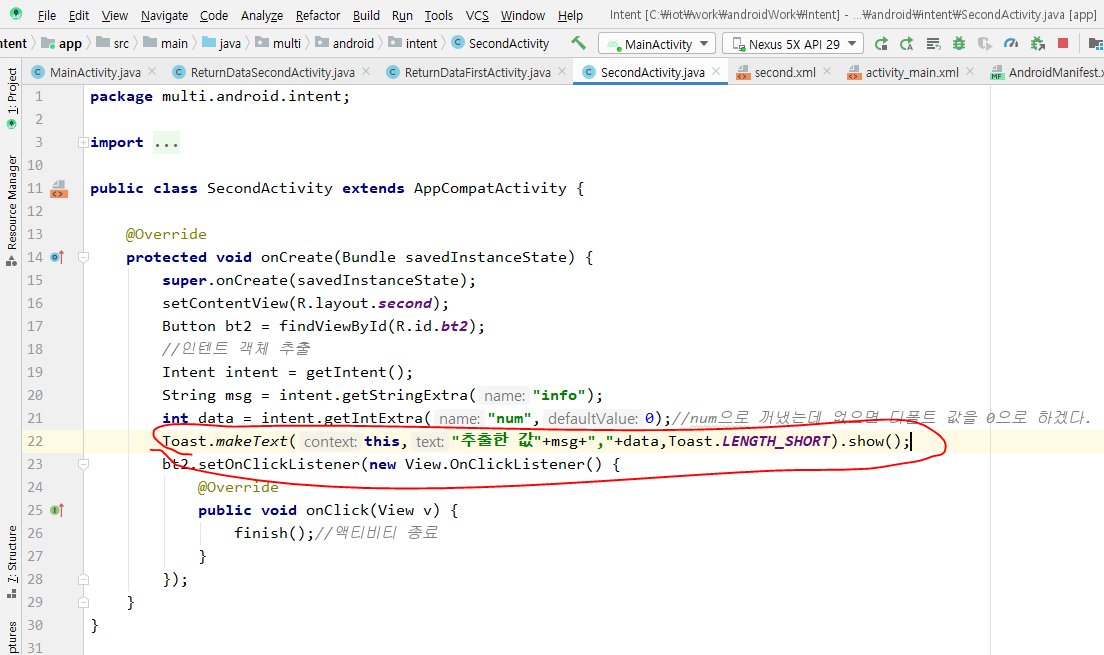 File Edit View Navigate Code Analyze Refactor Build Run Tools VCS Window Help Intent [C:₩iot₩work₩androidWork₩Intent] - ...₩android₩intent₩SecondActivity.java [app]
ntent app src main java multi android intent SecondActivity MainActivity Nexus 5X API 29
MainActivity.java ReturnDataSecondActivity.java ReturnDataFirstActivity.java SecondActivity.java second.xml activity_main.xml AndroidManifest.x
1: Project
Resource Manager
7: Structure
ptures
1 package multi.android.intent;
2
3 import ...
10
11 public class SecondActivity extends AppCompatActivity {
12
13 @Override
14 protected void onCreate(Bundle savedInstanceState) {
15 super.onCreate(savedInstanceState);
16 setContentView(R.layout.second);
17 Button bt2 = findViewById(R.id.bt2);
18 //인텐트 객체 추출
19 Intent intent = getIntent();
20 String msg = intent.getStringExtra( name: "info");
21 int data = intent.getIntExtra( name: "num", defaultValue: 0);//num으로 꺼냈는데 없으면 디폴트 값을 0으로 하겠다.
22 Toast.makeText( context: this, text: "추출한 값"+msg+","+data,Toast.LENGTH_SHORT).show();
23 bt2.setOnClickListener(new View.OnClickListener() {
24 @Override
25 public void onClick(View v) {
26 finish();//액티비티 종료
27 }
28 });
29 }
30 }
31